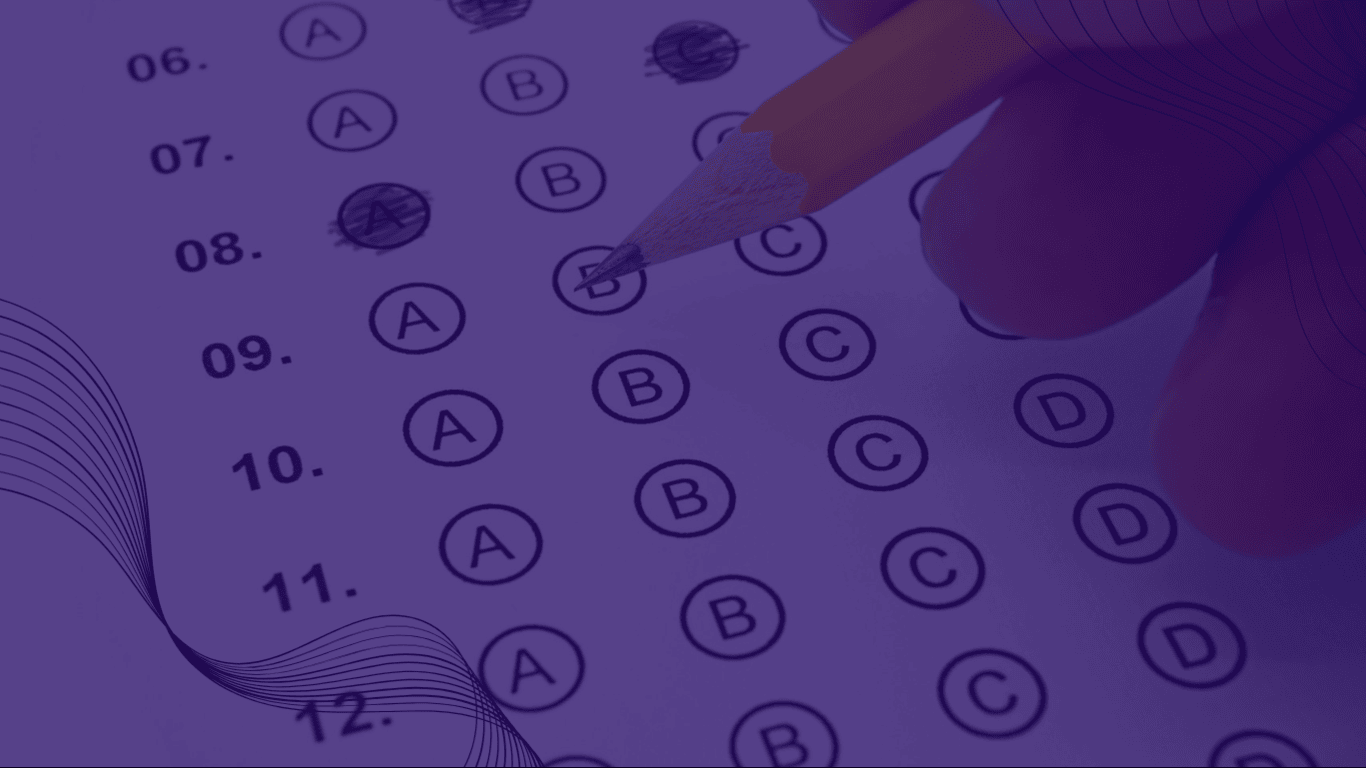 06. A B
07. A B C
08. A B
09. A B C
10. A B C
11. A B C D
12. A B C D
B C D
D